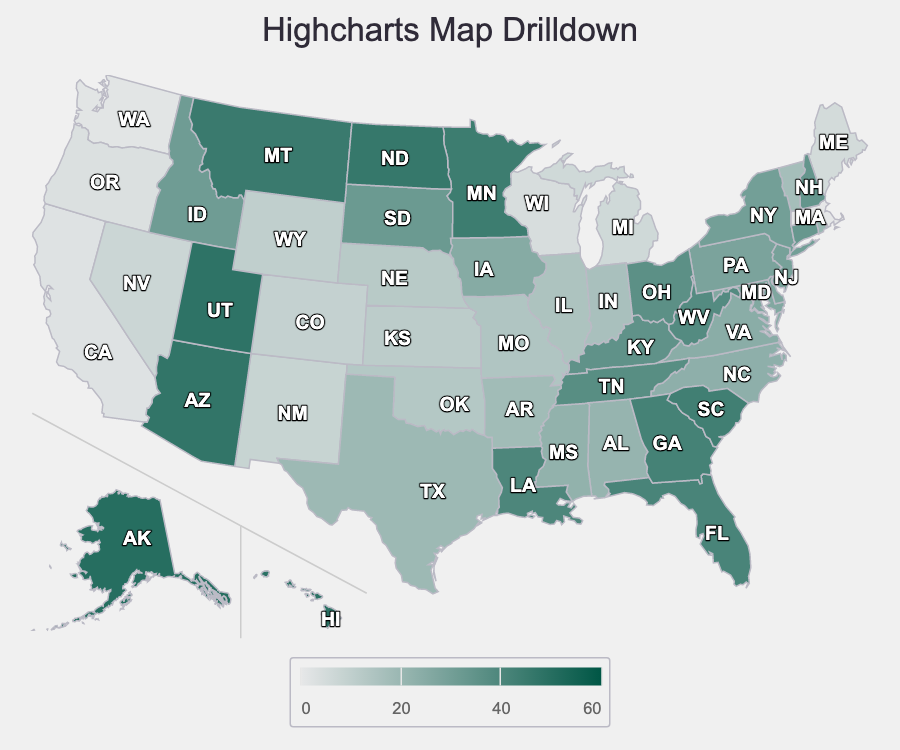 Highcharts Map Drilldown
WA
ME
MT
ND
OR
MN
NH
WI
ID
SD
NY
MA
MI
WY
PA
IA
NJ
NV
NE
OH
MD
UT
IL
IN
WV
CO
VA
KS
MO
KY
CA
NC
TN
AZ
OK
AR
SC
NM
MS
AL
GA
TX
LA
FL
AK
HI
0 20 40 60